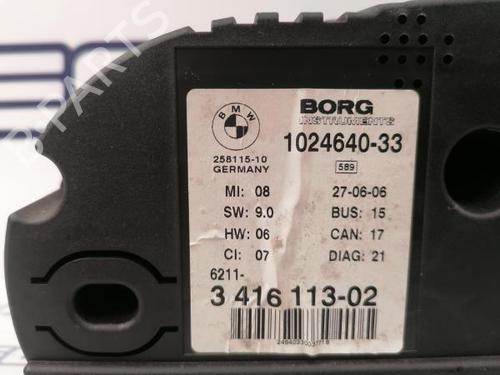 BMW
BORG
INSTRUMENTS
1024640-33
258115-10
GERMANY
589
MI: 08
27-06-06
SW: 9.0
BUS: 15
HW: 06
CAN: 17
CI: 07
DIAG: 21
6211-
3 416 113-02
PARTS